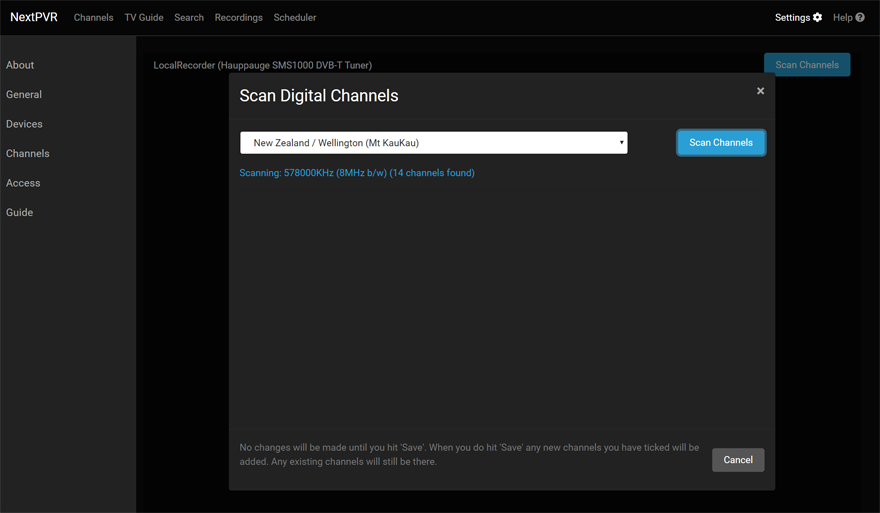 NextPVR Channels TV Guide Search Recordings Scheduler Settings Help
About
General
Devices
Channels
Access
Guide
LocalRecorder (Hauppauge SMS1000 DVB-T Tuner) Scan Channels
Scan Digital Channels ×
New Zealand / Wellington (Mt KauKau) Scan Channels
Scanning: 578000KHz (8MHz b/w) (14 channels found)
No changes will be made until you hit 'Save'. When you do hit 'Save' any new channels you have ticked will be
added. Any existing channels will still be there.
Cancel